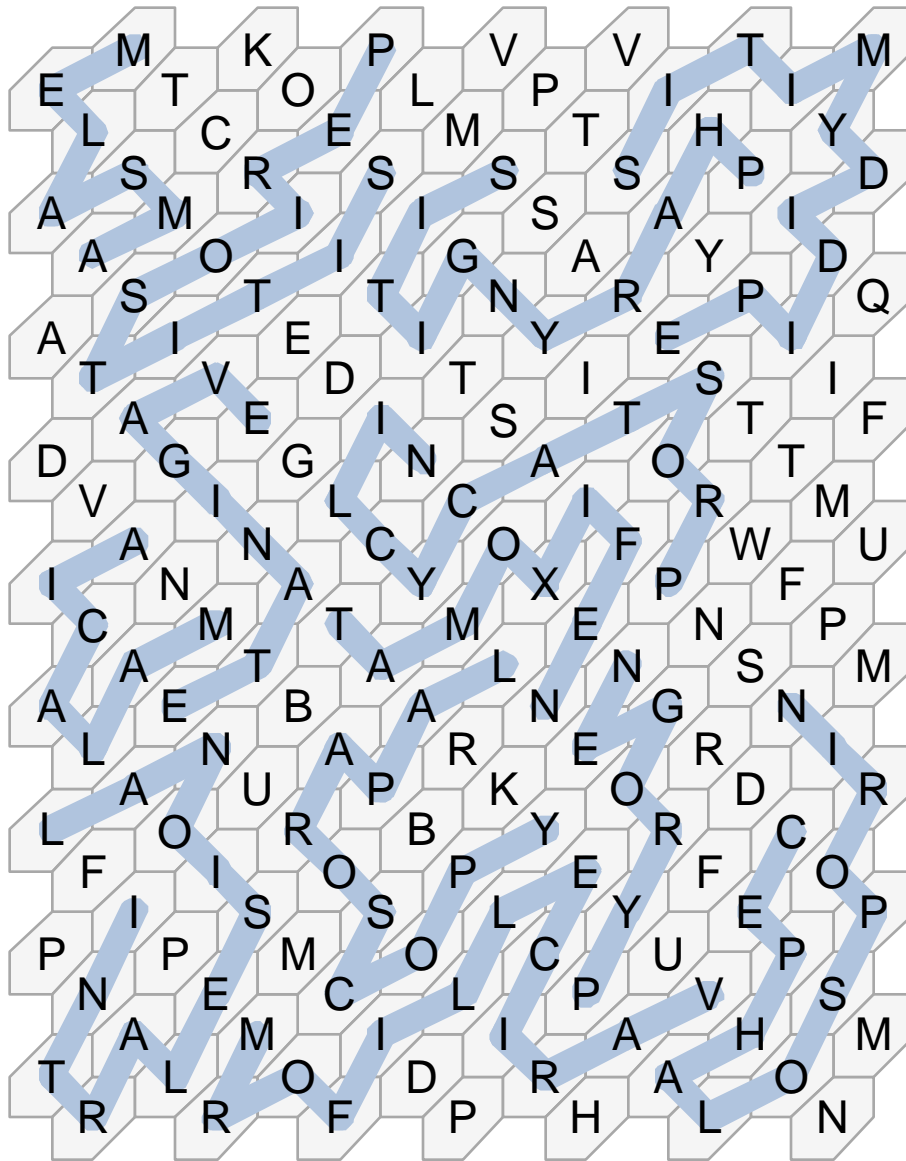 M K P V V T M
E T O L P I I
L C E M T H Y
S R S S S P D
A M I I S A I
A O I G A Y D
S T T N R P Q
A I E I Y E I
T V D T I S I
A E I S T T F
D G G N A O T
V I L C I R M
A N C O F W U
I N A Y X P F
C M T M E N P
A T A L N S M
A E B A N G N
L N A R E R I
A U P K O D R
L O R B Y R C
F I O P E F O
I S S L Y E P
P P M O C U P
N E C L P V S
A M I I A H M
T L O D R A O
R R F P H L N